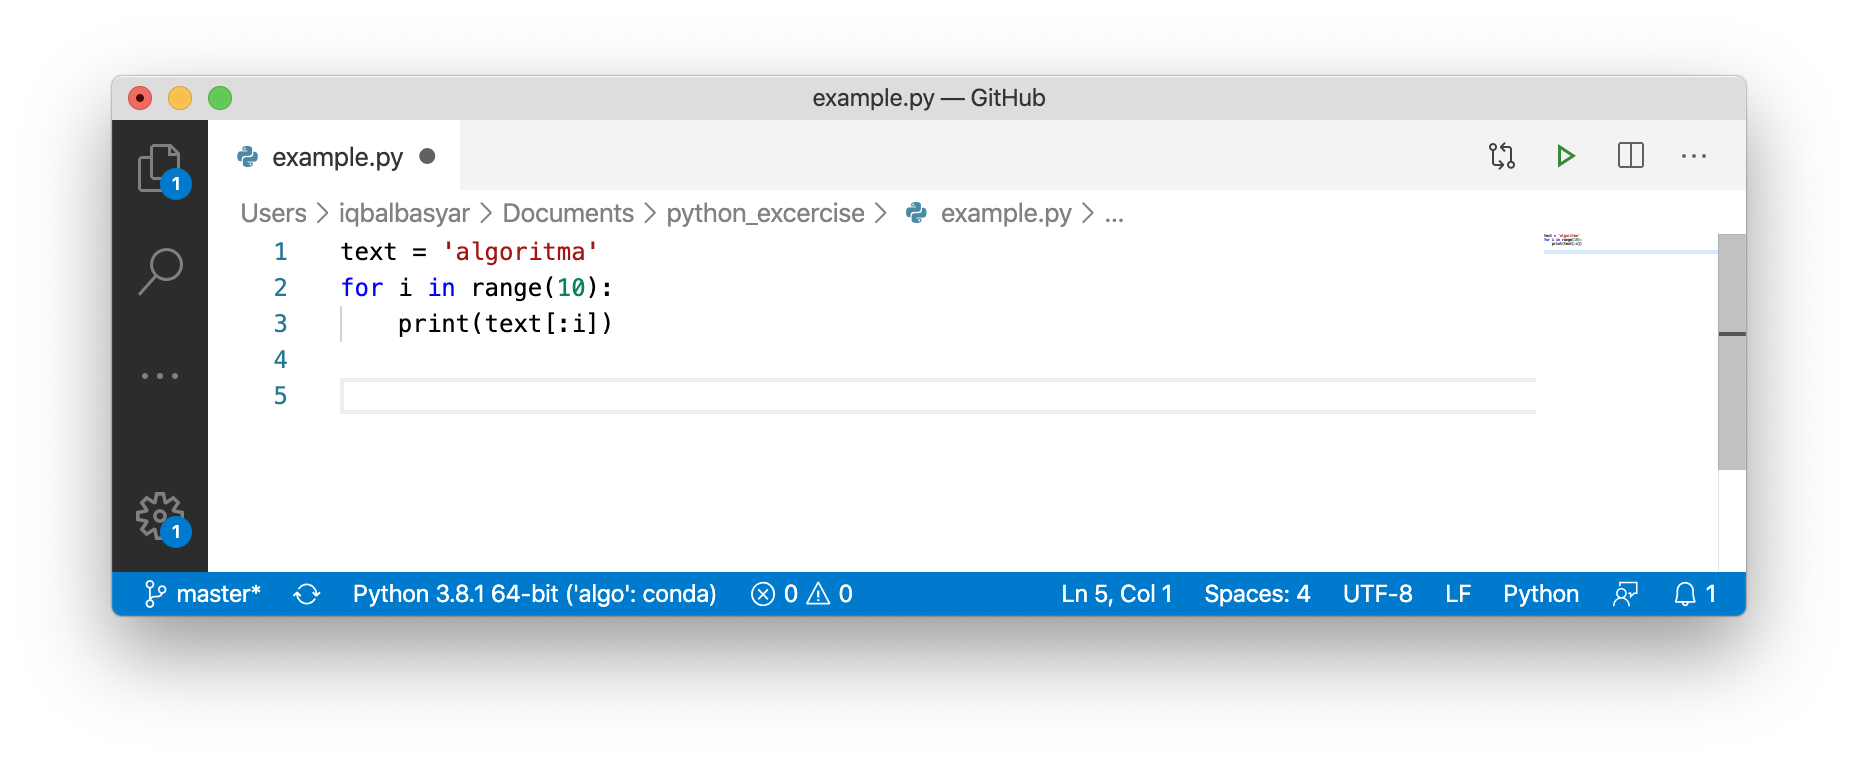 example.py — GitHub
example.py
Users > iqbalbasyar > Documents > python_excercise > example.py > ...
1 text = 'algoritma'
2 for i in range(10):
3     print(text[:i])
4
5
1
1
master* Python 3.8.1 64-bit ('algo': conda) 0 0 Ln 5, Col 1 Spaces: 4 UTF-8 LF Python 1